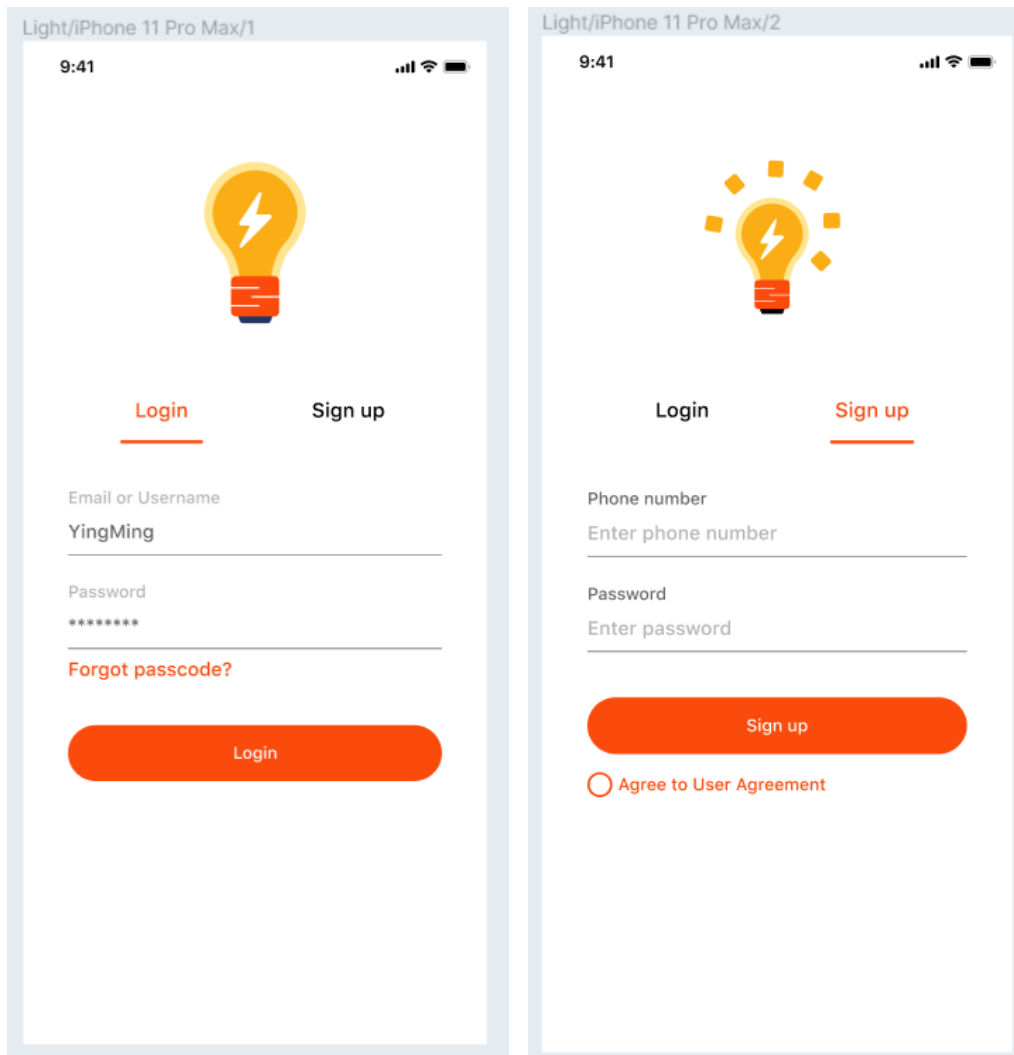 Light/iPhone 11 Pro Max/1
9:41
Login
Sign up
Email or Username
YingMing
Password
********
Forgot passcode?
Login
Light/iPhone 11 Pro Max/2
9:41
Login
Sign up
Phone number
Enter phone number
Password
Enter password
Sign up
Agree to User Agreement